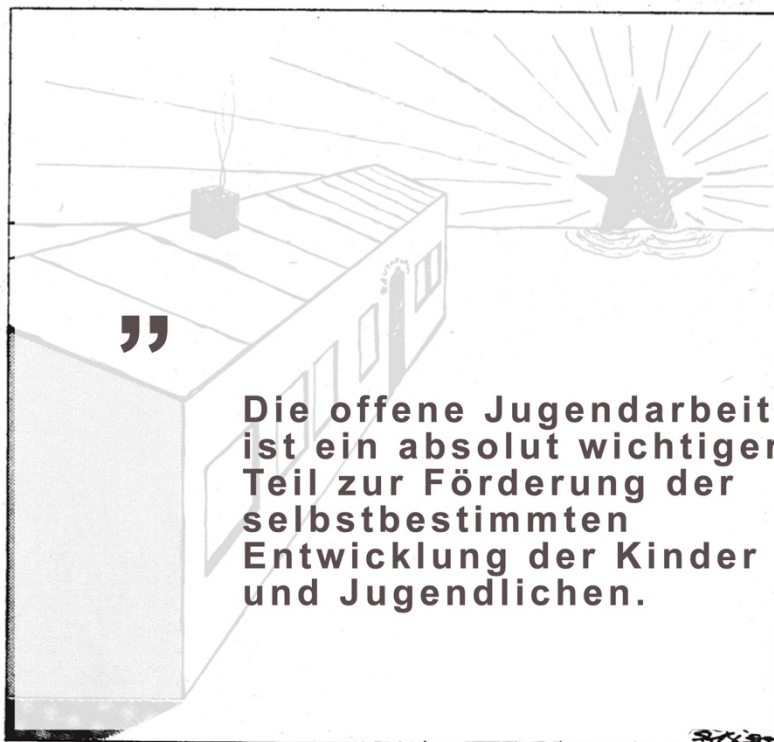 ”
Die offene Jugendarbeit
ist ein absolut wichtiger
Teil zur Förderung der
selbstbestimmten
Entwicklung der Kinder
und Jugendlichen.